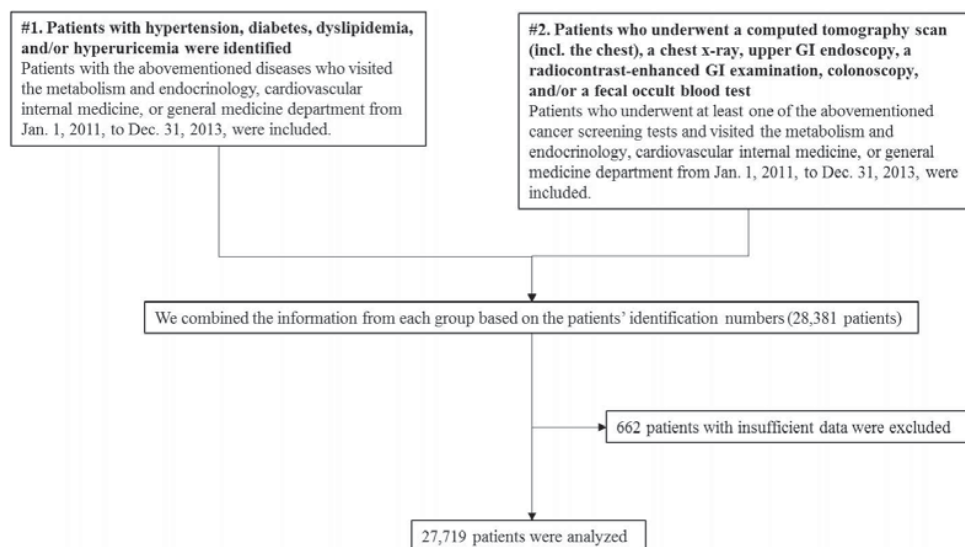 #1. Patients with hypertension, diabetes, dyslipidemia,
and/or hyperuricemia were identified
Patients with the abovementioned diseases who visited
the metabolism and endocrinology, cardiovascular
internal medicine, or general medicine department from
Jan. 1, 2011, to Dec. 31, 2013, were included.
#2. Patients who underwent a computed tomography scan
(incl. the chest), a chest x-ray, upper GI endoscopy, a
radiocontrast-enhanced GI examination, colonoscopy,
and/or a fecal occult blood test
Patients who underwent at least one of the abovementioned
cancer screening tests and visited the metabolism and
endocrinology, cardiovascular internal medicine, or general
medicine department from Jan. 1, 2011, to Dec. 31, 2013, were
included.
We combined the information from each group based on the patients' identification numbers (28,381 patients)
662 patients with insufficient data were excluded
27,719 patients were analyzed